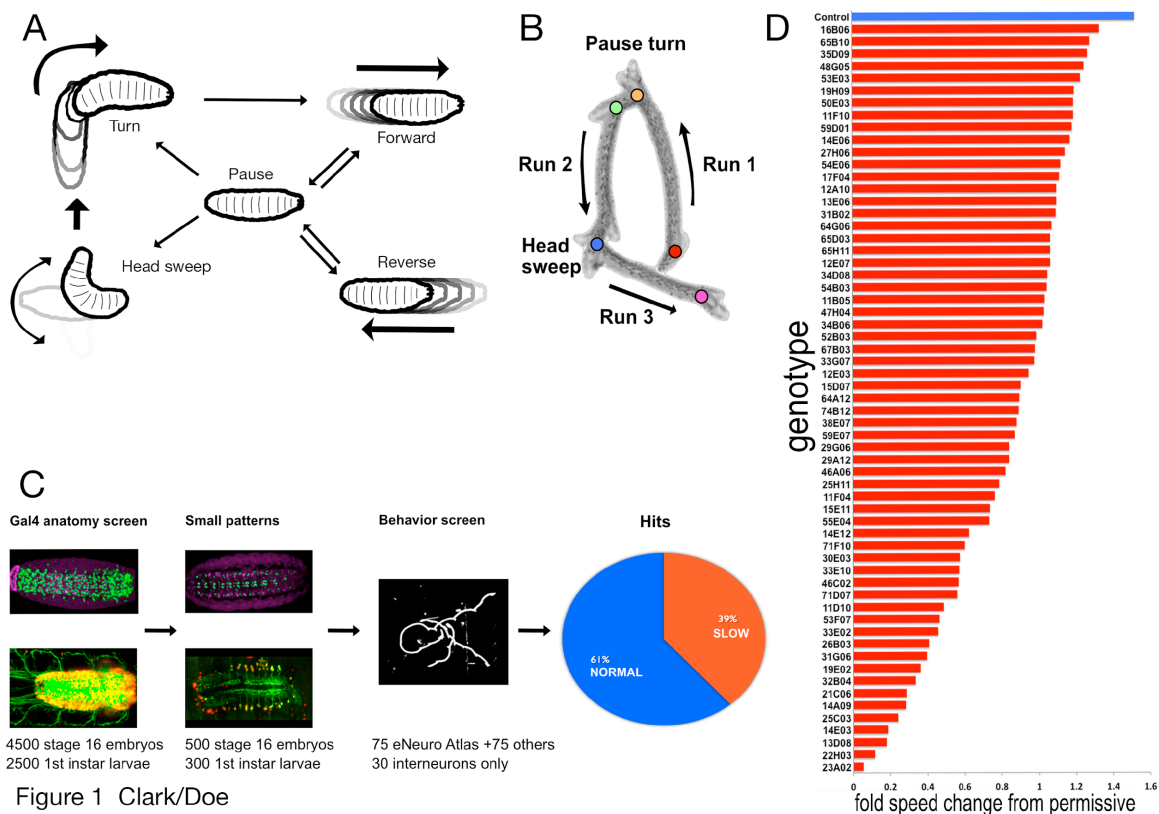 A
Turn
Forward
Pause
Head sweep
Reverse
B
Pause turn
Run 2
Run 1
Head
sweep
Run 3
C
Gal4 anatomy screen
Small patterns
Behavior screen
Hits
39%
SLOW
61%
NORMAL
4500 stage 16 embryos
2500 1st instar larvae
500 stage 16 embryos
300 1st instar larvae
75 eNeuro Atlas +75 others
30 interneurons only
Figure 1 Clark/Doe
D
genotype
Control
16B06
65B10
35D09
48G05
53E03
19H09
50E03
11F10
59D01
14E06
27H06
54E06
17F04
12A10
13E06
31B02
64G06
65D03
65H11
12E07
34D08
54B03
11B05
47H04
34B06
52B03
67B03
33G07
12E03
15D07
64A12
74B12
38E07
59E07
29G06
29A12
46A06
25H11
11F04
15E11
55E04
14E12
71F10
30E03
33E10
46C02
71D07
11D10
53F07
33E02
26B03
31G06
19E02
32B04
21C06
14A09
25C03
14E03
13D08
22H03
23A02
0 0.2 0.4 0.6 0.8 1 1.2 1.4 1.6
fold speed change from permissive